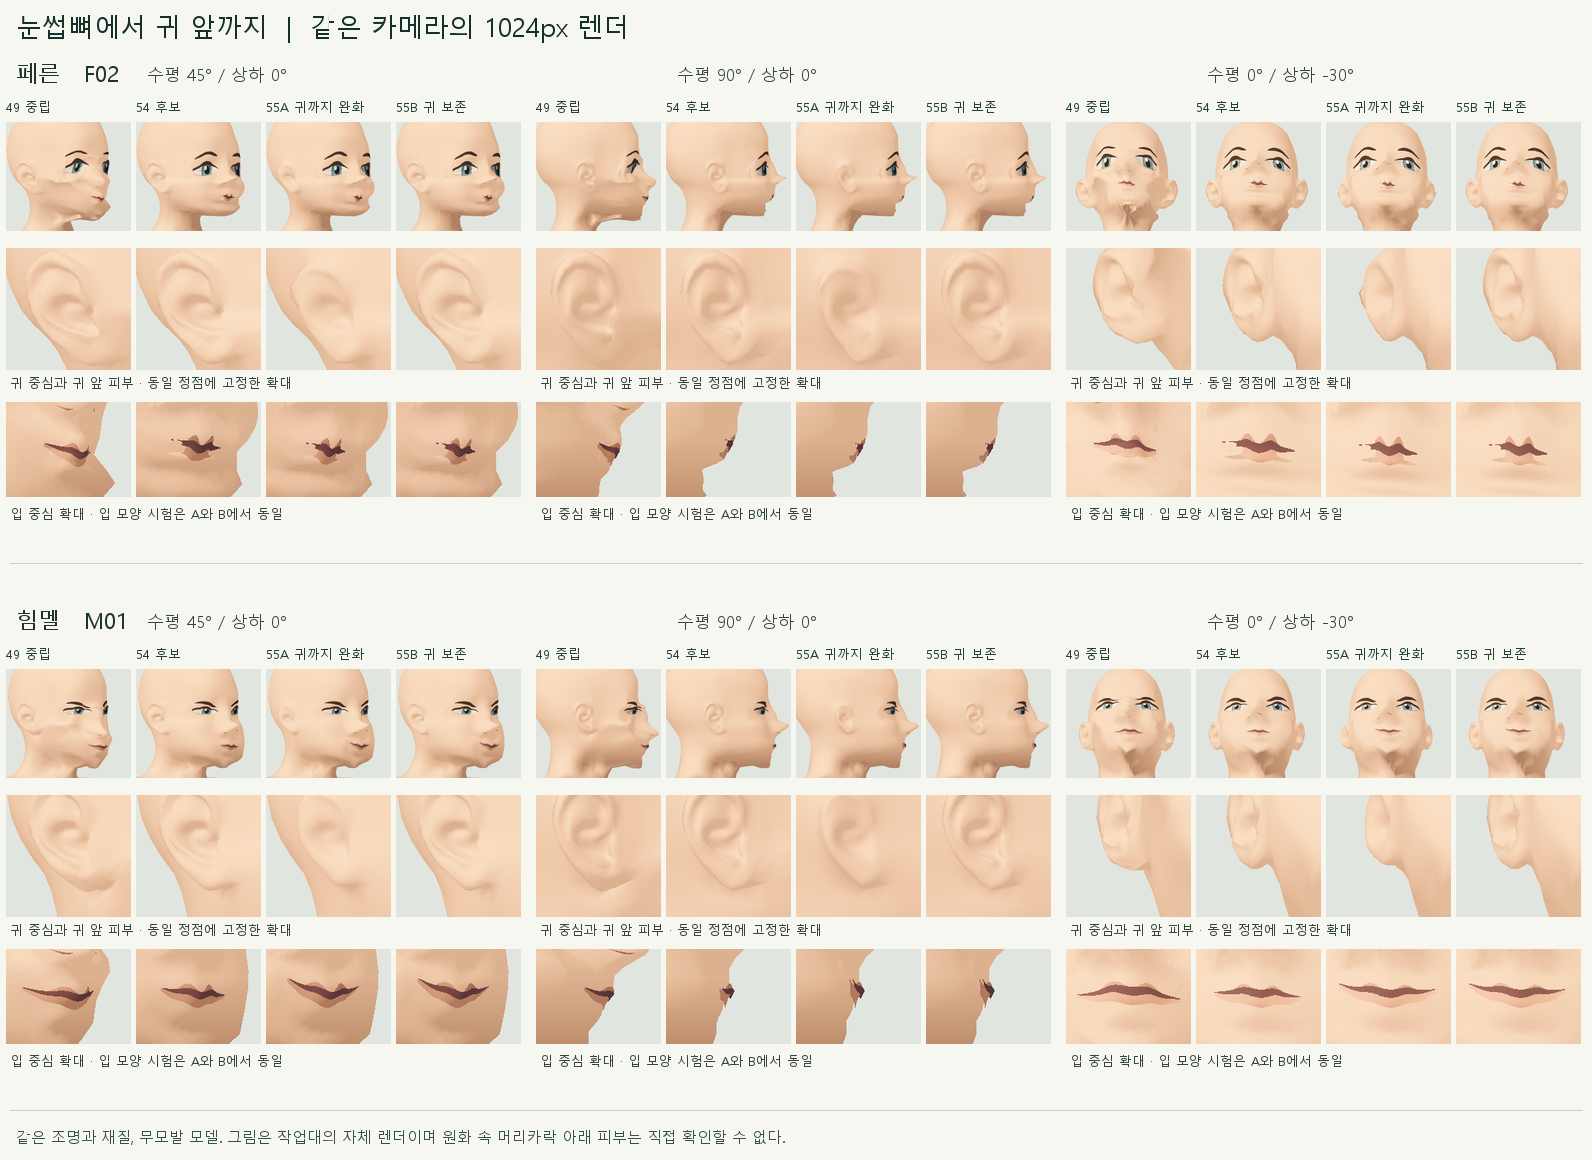 눈썹뼈에서 귀 앞까지 | 같은 카메라의 1024px 렌더
페른 F02 수평 45° / 상하 0° 수평 90° / 상하 0° 수평 0° / 상하 -30°
49 중립 54 후보 55A 귀까지 완화 55B 귀 보존 49 중립 54 후보 55A 귀까지 완화 55B 귀 보존 49 중립 54 후보 55A 귀까지 완화 55B 귀 보존
귀 중심과 귀 앞 피부 · 동일 정점에 고정한 확대 귀 중심과 귀 앞 피부 · 동일 정점에 고정한 확대 귀 중심과 귀 앞 피부 · 동일 정점에 고정한 확대
입 중심 확대 · 입 모양 시험은 A와 B에서 동일 입 중심 확대 · 입 모양 시험은 A와 B에서 동일 입 중심 확대 · 입 모양 시험은 A와 B에서 동일
힘멜 M01 수평 45° / 상하 0° 수평 90° / 상하 0° 수평 0° / 상하 -30°
49 중립 54 후보 55A 귀까지 완화 55B 귀 보존 49 중립 54 후보 55A 귀까지 완화 55B 귀 보존 49 중립 54 후보 55A 귀까지 완화 55B 귀 보존
귀 중심과 귀 앞 피부 · 동일 정점에 고정한 확대 귀 중심과 귀 앞 피부 · 동일 정점에 고정한 확대 귀 중심과 귀 앞 피부 · 동일 정점에 고정한 확대
입 중심 확대 · 입 모양 시험은 A와 B에서 동일 입 중심 확대 · 입 모양 시험은 A와 B에서 동일 입 중심 확대 · 입 모양 시험은 A와 B에서 동일
같은 조명과 재질, 무모발 모델. 그림은 작업대의 자체 렌더이며 원화 속 머리카락 아래 피부는 직접 확인할 수 없다.